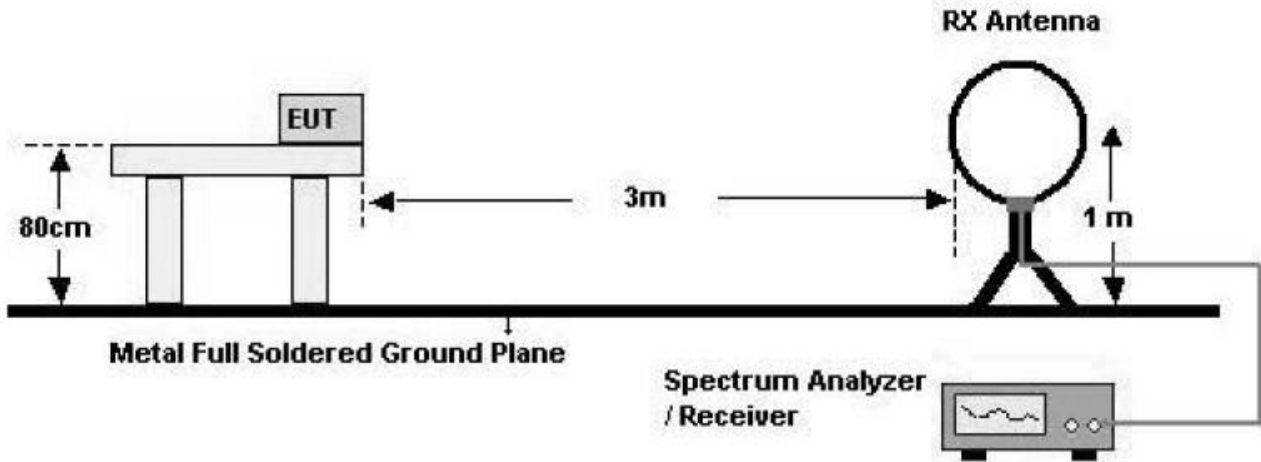 RX Antenna
EUT
80cm
3m
1 m
Metal Full Soldered Ground Plane
Spectrum Analyzer
/ Receiver